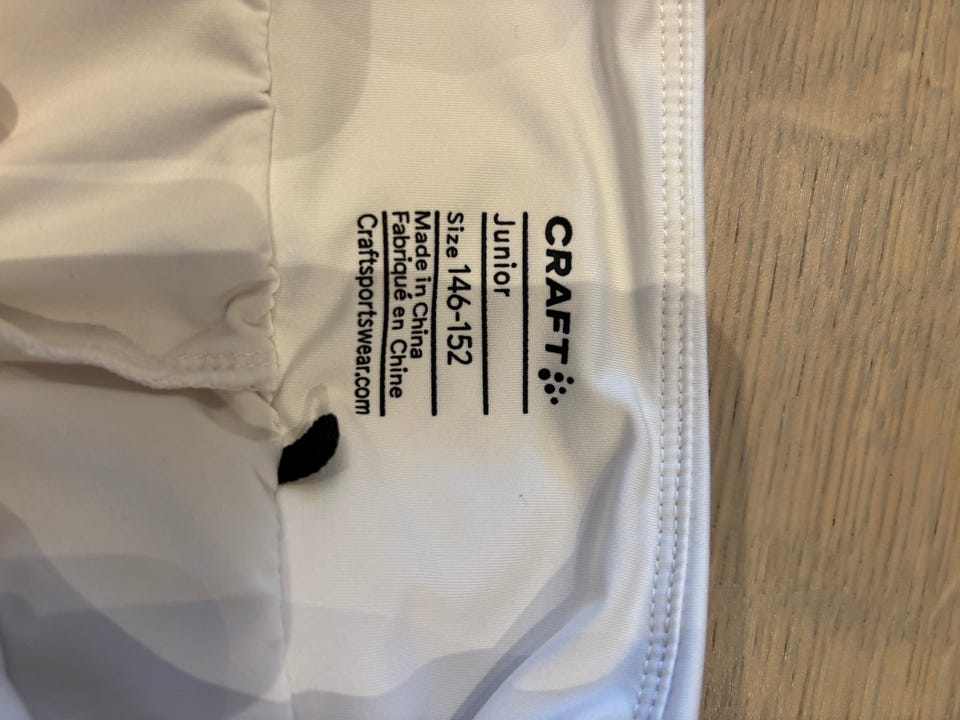 CRAFT
Junior
Size 146-152
Made in China
Fabriqué en Chine
Craftsportswear.com